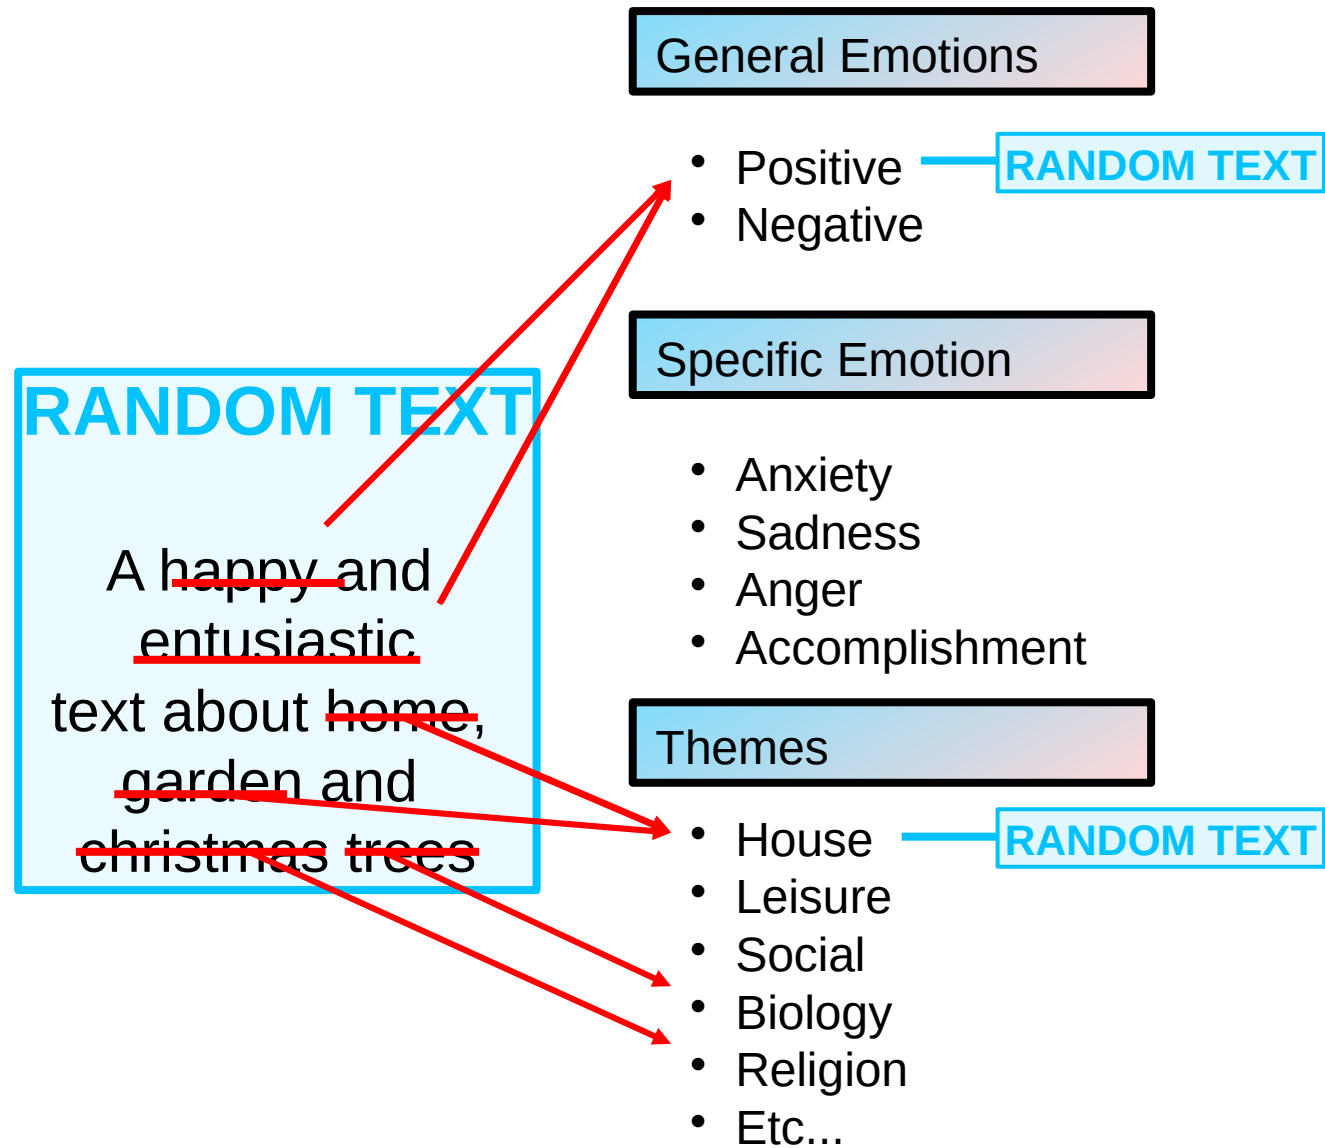 RANDOM TEXT
A happy and
entusiastic
text about home,
garden and
christmas trees
General Emotions
• Positive
RANDOM TEXT
• Negative
Specific Emotion
• Anxiety
• Sadness
• Anger
• Accomplishment
Themes
• House
RANDOM TEXT
• Leisure
• Social
• Biology
• Religion
• Etc...